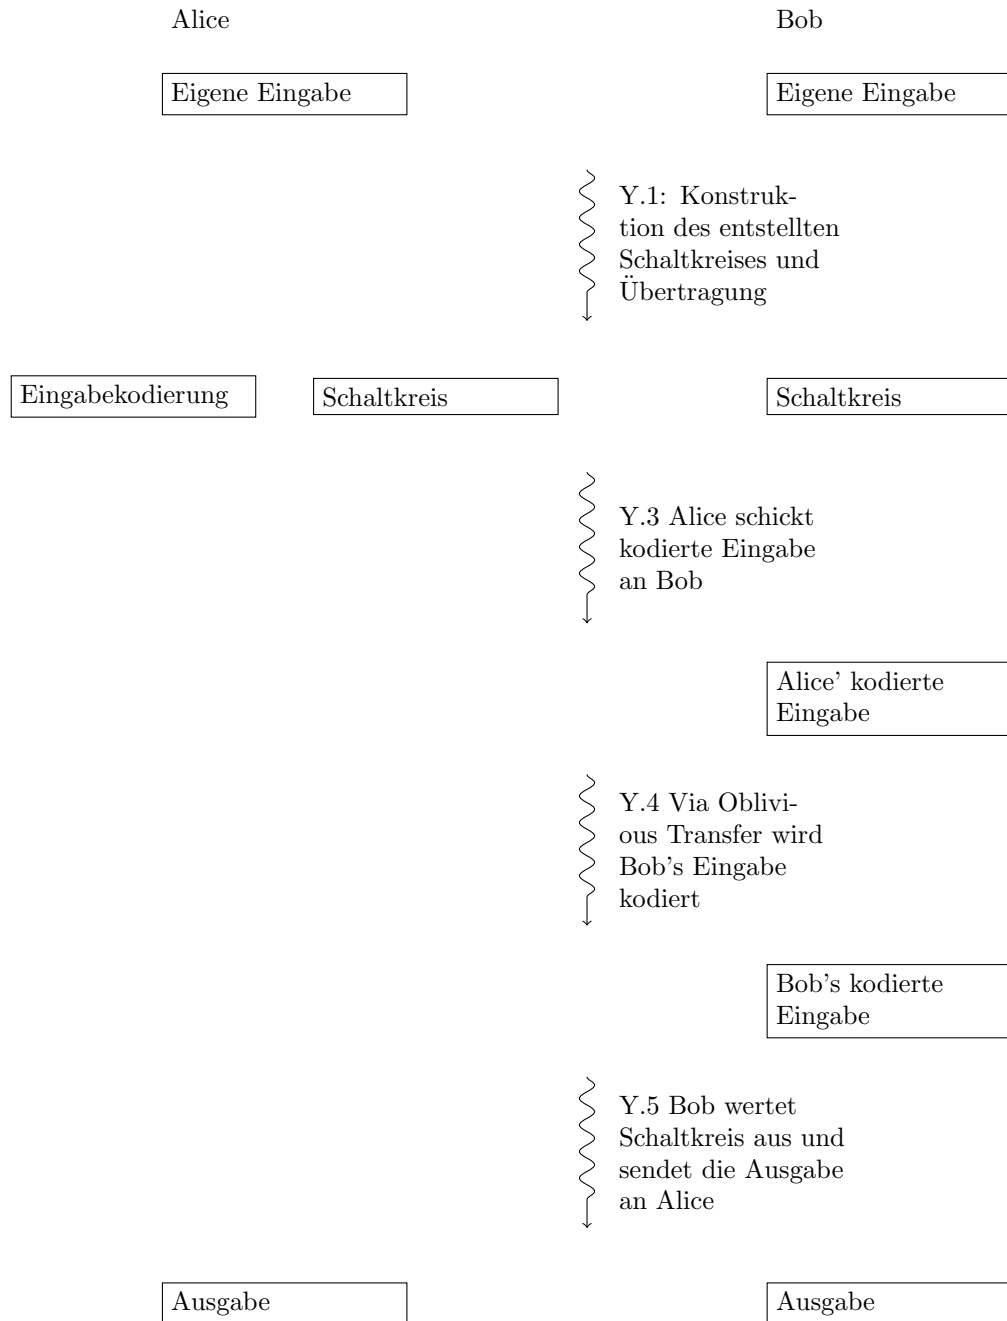 Alice
Bob
Eigene Eingabe
Eigene Eingabe
Y.1: Konstruk-
tion des entstellten
Schaltkreises und
Übertragung
Eingabekodierung
Schaltkreis
Schaltkreis
Y.3 Alice schickt
kodierte Eingabe
an Bob
Alice' kodierte
Eingabe
Y.4 Via Oblivi-
ous Transfer wird
Bob's Eingabe
kodiert
Bob's kodierte
Eingabe
Y.5 Bob wertet
Schaltkreis aus und
sendet die Ausgabe
an Alice
Ausgabe
Ausgabe